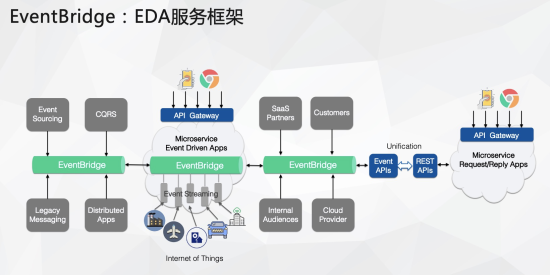 EventBridge：EDA服务框架
Event
Sourcing
CQRS
API Gateway
Microservice
Event Driven Apps
SaaS
Partners
Customers
API Gateway
Microservice
Request/Reply Apps
Unification
EventBridge
EventBridge
EventBridge
Event
APIs
REST
APIs
Event Streaming
Legacy
Messaging
Distributed
Apps
Internal
Audiences
Cloud
Provider
Internet of Things